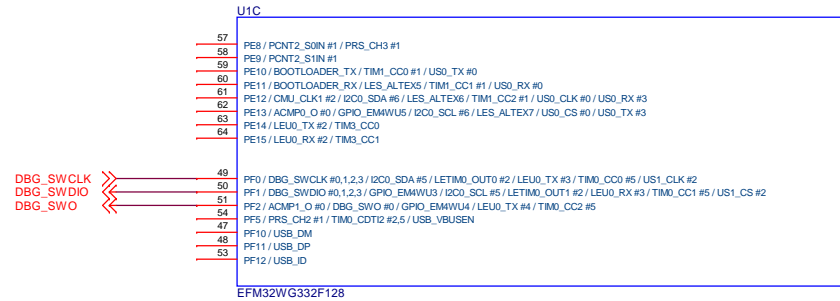 U1C
57 PE8 / PCNT2_S0IN #1 / PRS_CH3 #1
58 PE9 / PCNT2_S1IN #1
59 PE10 / BOOTLOADER_TX / TIM1_CC0 #1 / US0_TX #0
60 PE11 / BOOTLOADER_RX / LES_ALTEX5 / TIM1_CC1 #1 / US0_RX #0
61 PE12 / CMU_CLK1 #2 / I2C0_SDA #6 / LES_ALTEX6 / TIM1_CC2 #1 / US0_CLK #0 / US0_RX #3
62 PE13 / ACMP0_O #0 / GPIO_EM4WU5 / I2C0_SCL #6 / LES_ALTEX7 / US0_CS #0 / US0_TX #3
63 PE14 / LEU0_TX #2 / TIM3_CC0
64 PE15 / LEU0_RX #2 / TIM3_CC1
DBG_SWCLK 49 PF0 / DBG_SWCLK #0,1,2,3 / I2C0_SDA #5 / LETIM0_OUT0 #2 / LEU0_TX #3 / TIM0_CC0 #5 / US1_CLK #2
DBG_SWDIO 50 PF1 / DBG_SWDIO #0,1,2,3 / GPIO_EM4WU3 / I2C0_SCL #5 / LETIM0_OUT1 #2 / LEU0_RX #3 / TIM0_CC1 #5 / US1_CS #2
DBG_SWO 51 PF2 / ACMP1_O #0 / DBG_SWO #0 / GPIO_EM4WU4 / LEU0_TX #4 / TIM0_CC2 #5
54 PF5 / PRS_CH2 #1 / TIM0_CDTI2 #2,5 / USB_VBUSEN
47 PF10 / USB_DM
48 PF11 / USB_DP
53 PF12 / USB_ID
EFM32WG332F128